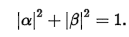 |α|² + |β|² = 1.